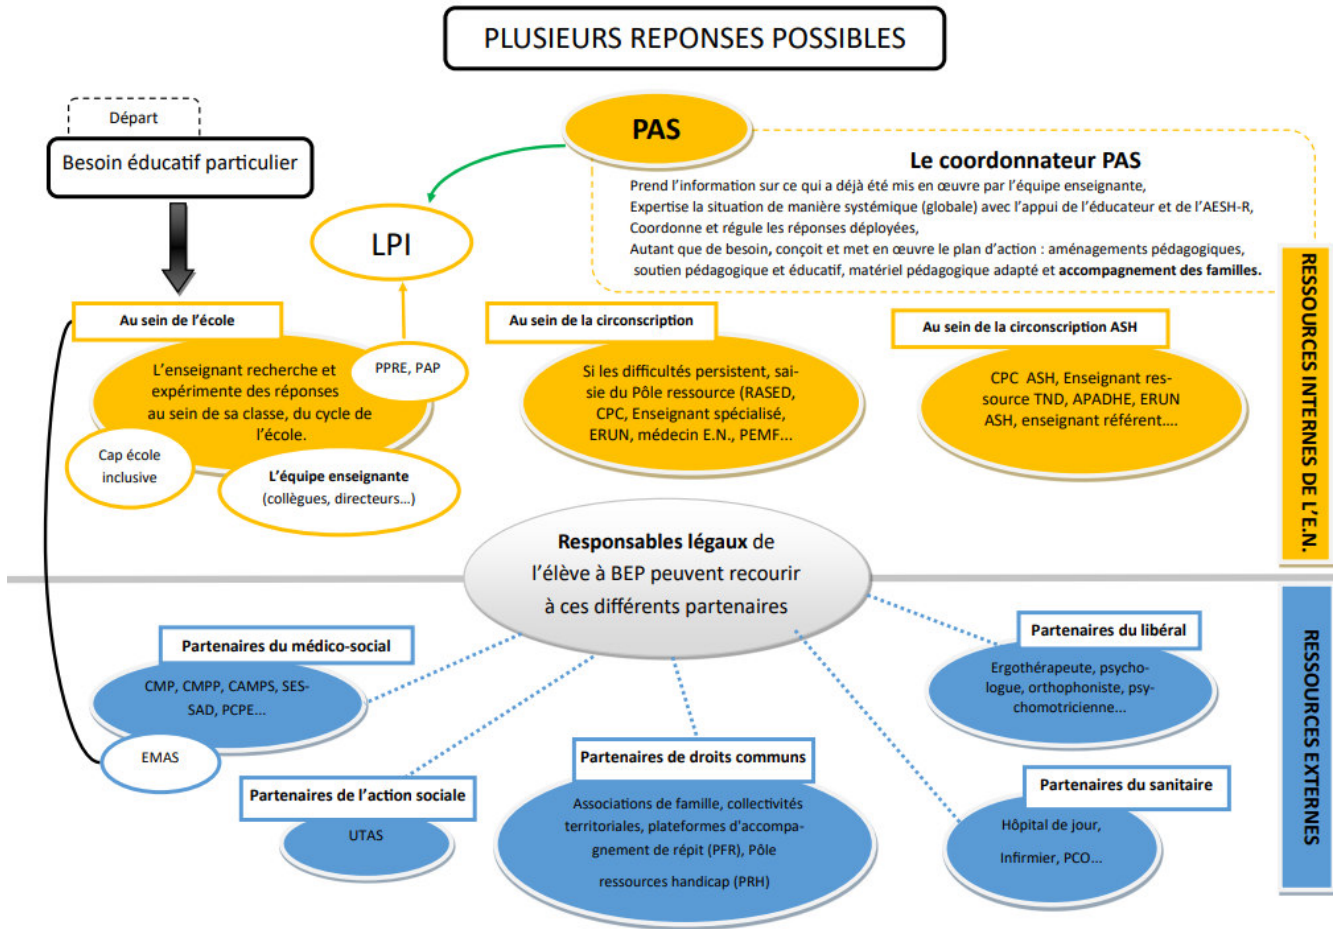 PLUSIEURS REPONSES POSSIBLES
Départ
Besoin éducatif particulier
PAS
Le coordonnateur PAS
Prend l'information sur ce qui a déjà été mis en œuvre par l'équipe enseignante,
Expertise la situation de manière systémique (globale) avec l'appui de l'éducateur et de l'AESH-R,
Coordonne et régule les réponses déployées,
Autant que de besoin, conçoit et met en œuvre le plan d'action : aménagements pédagogiques,
soutien pédagogique et éducatif, matériel pédagogique adapté et accompagnement des familles.
LPI
RESSOURCES INTERNES DE L'E.N.
Au sein de l'école
L'enseignant recherche et
expérimente des réponses
au sein de sa classe, du cycle de
l'école.
PPRE, PAP
Cap école
inclusive
L'équipe enseignante
(collègues, directeurs...)
Au sein de la circonscription
Si les difficultés persistent, sai-
sie du Pôle ressource (RASED,
CPC, Enseignant spécialisé,
ERUN, médecin E.N., PEMF...
Au sein de la circonscription ASH
CPC ASH, Enseignant res-
source TND, APADHE, ERUN
ASH, enseignant référent....
Responsables légaux de
l'élève à BEP peuvent recourir
à ces différents partenaires
RESSOURCES EXTERNES
Partenaires du médico-social
CMP, CMPP, CAMPS, SES-
SAD, PCPE...
EMAS
Partenaires de l'action sociale
UTAS
Partenaires de droits communs
Associations de famille, collectivités
territoriales, plateformes d'accompa-
gnement de répit (PFR), Pôle
ressources handicap (PRH)
Partenaires du libéral
Ergothérapeute, psycho-
logue, orthophoniste, psy-
chomotricienne...
Partenaires du sanitaire
Hôpital de jour,
Infirmier, PCO...